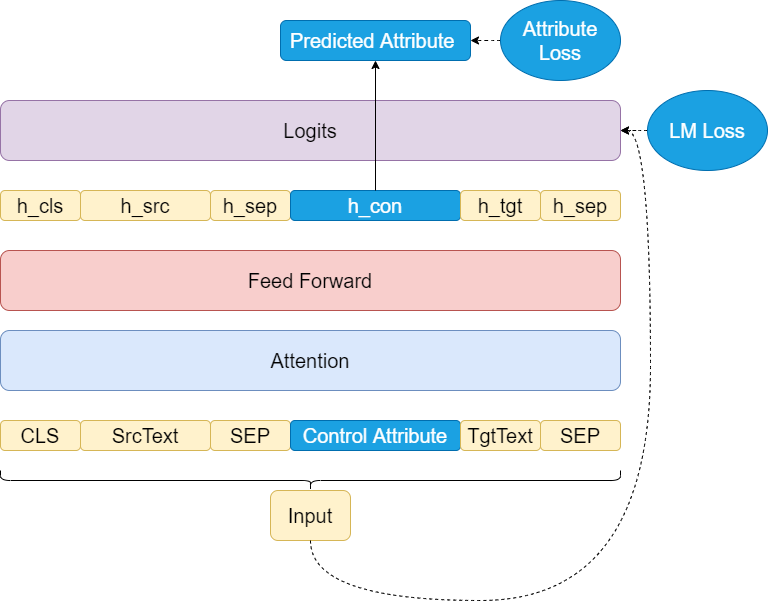 Predicted Attribute
Attribute
Loss
Logits
LM Loss
h_cls
h_src
h_sep
h_con
h_tgt
h_sep
Feed Forward
Attention
CLS
SrcText
SEP
Control Attribute
TgtText
SEP
Input